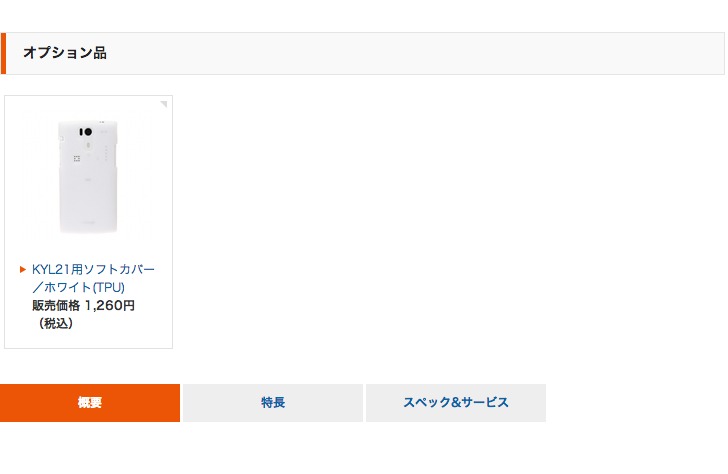 オプション品
KYL21用ソフトカバー
／ホワイト(TPU)
販売価格 1,260円
（税込）
概要
特長
スペック&サービス